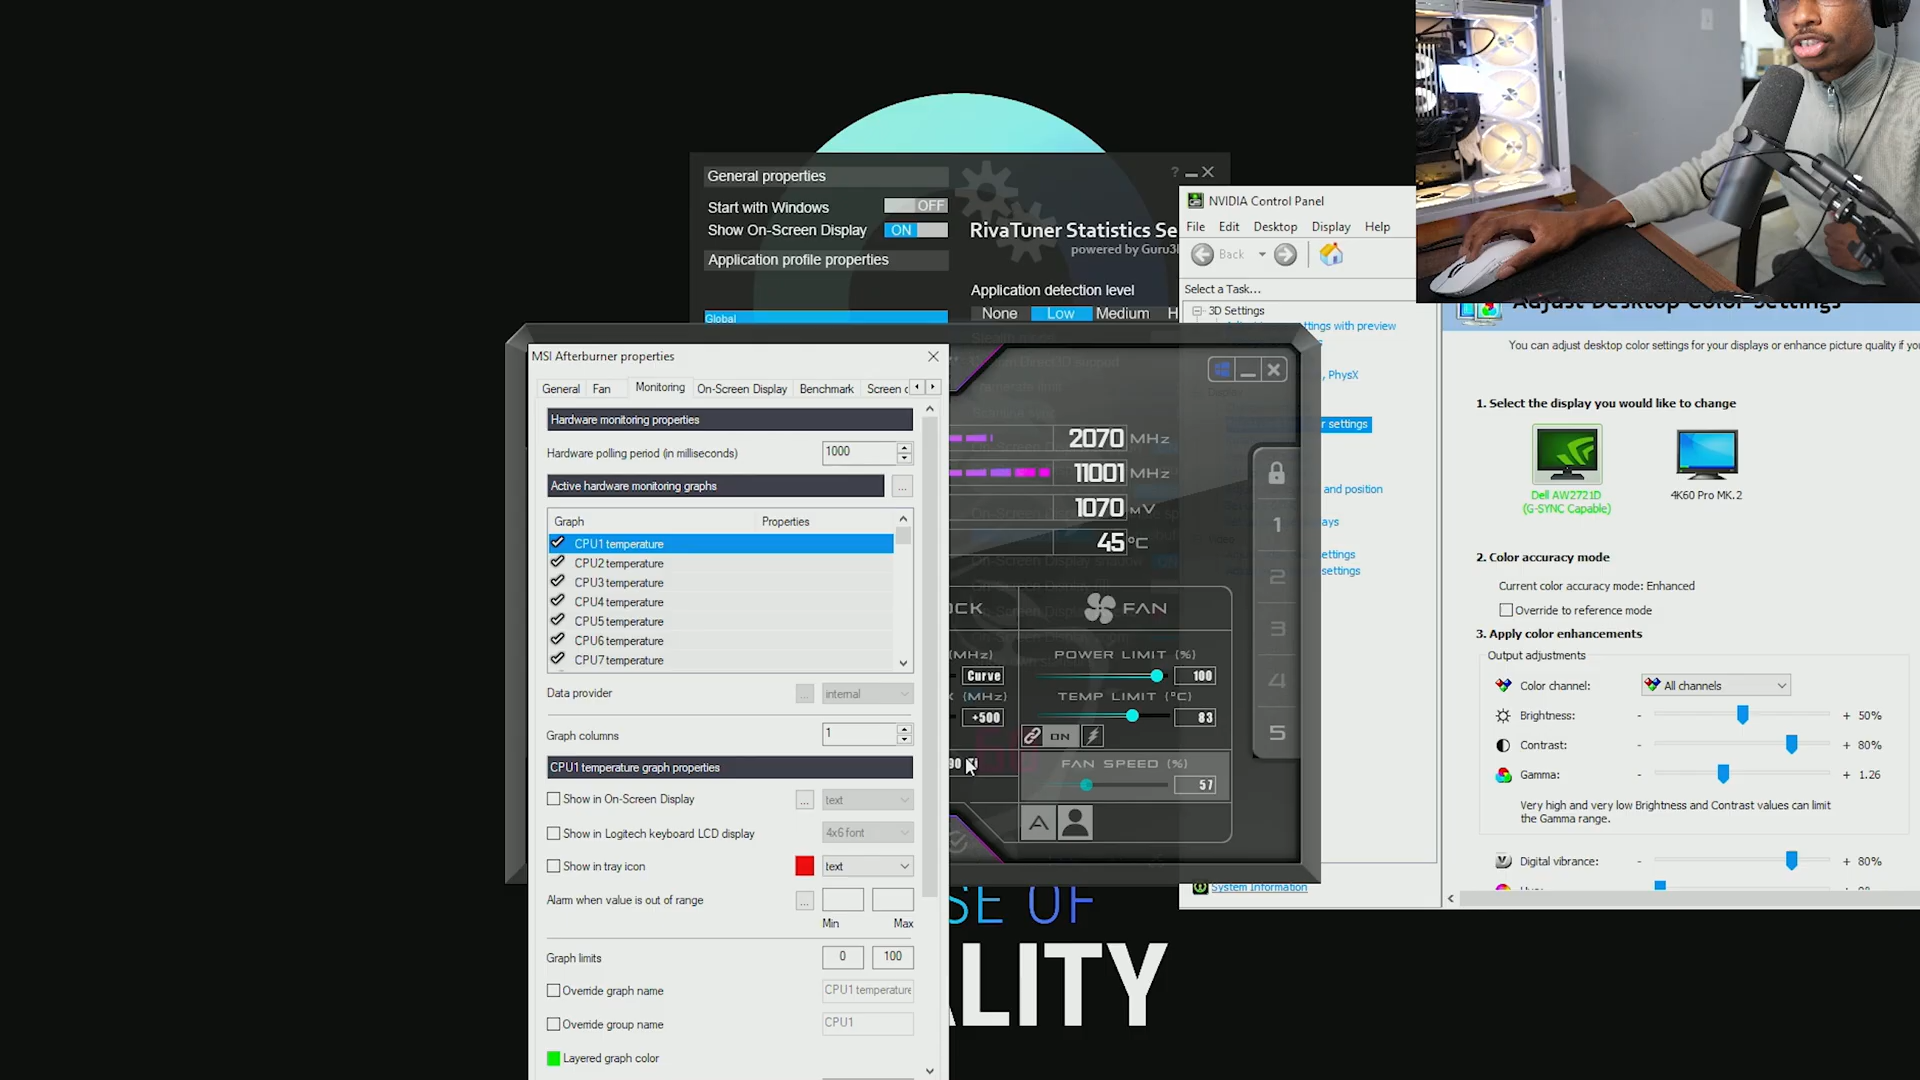 General properties
Start with Windows OFF
Show On-Screen Display ON
Application profile properties
Global
RivaTuner Statistics Se
powered by Guru3
Application detection level
None Low Medium H
? 
NVIDIA Control Panel
File Edit Desktop Display Help
Back
Select a Task...
3D Settings
ttings with preview
, PhysX
r settings
and position
ays
ettings
settings
System Information
Adjust Desktop Color Settings
You can adjust desktop color settings for your displays or enhance picture quality if you
1. Select the display you would like to change
Dell AW2721D
(G-SYNC Capable)
4K60 Pro MK.2
2. Color accuracy mode
Current color accuracy mode: Enhanced
Override to reference mode
3. Apply color enhancements
Output adjustments
Color channel: All channels
Brightness: - + 50%
Contrast: - + 80%
Gamma: - + 1.26
Very high and very low Brightness and Contrast values can limit
the Gamma range.
Digital vibrance: - + 80%
MSI Afterburner properties
General Fan Monitoring On-Screen Display Benchmark Screen c
Hardware monitoring properties
Hardware polling period (in milliseconds) 1000
Active hardware monitoring graphs ...
Graph Properties
CPU1 temperature
CPU2 temperature
CPU3 temperature
CPU4 temperature
CPU5 temperature
CPU6 temperature
CPU7 temperature
Data provider ... internal
Graph columns 1
CPU1 temperature graph properties
Show in On-Screen Display ... text
Show in Logitech keyboard LCD display 4x6 font
Show in tray icon text
Alarm when value is out of range ...
Min Max
Graph limits 0 100
Override graph name CPU1 temperature
Override group name CPU1
Layered graph color
2070 MHz
11001 MHz
1070 mV
45 °C
OCK
FAN
(MHz)
Curve
(MHz)
+500
POWER LIMIT (%)
100
TEMP LIMIT (°C)
83
ON
FAN SPEED (%)
57
A
1
2
3
4
5
SE OF
ALITY